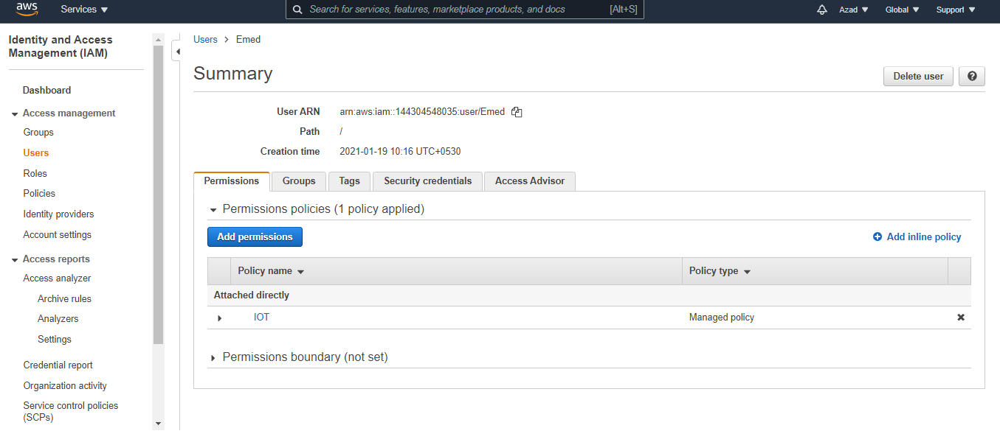 aws
Services
Search for services, features, marketplace products, and docs [Alt+S]
Azad
Global
Support
Identity and Access
Management (IAM)
Dashboard
Access management
Groups
Users
Roles
Policies
Identity providers
Account settings
Access reports
Access analyzer
Archive rules
Analyzers
Settings
Credential report
Organization activity
Service control policies
(SCPs)
Users > Emed
Summary
Delete user
?
User ARN arn:aws:iam::144304548035:user/Emed
Path /
Creation time 2021-01-19 10:16 UTC+0530
Permissions Groups Tags Security credentials Access Advisor
Permissions policies (1 policy applied)
Add permissions
Add inline policy
Policy name Policy type
Attached directly
IOT Managed policy
Permissions boundary (not set)